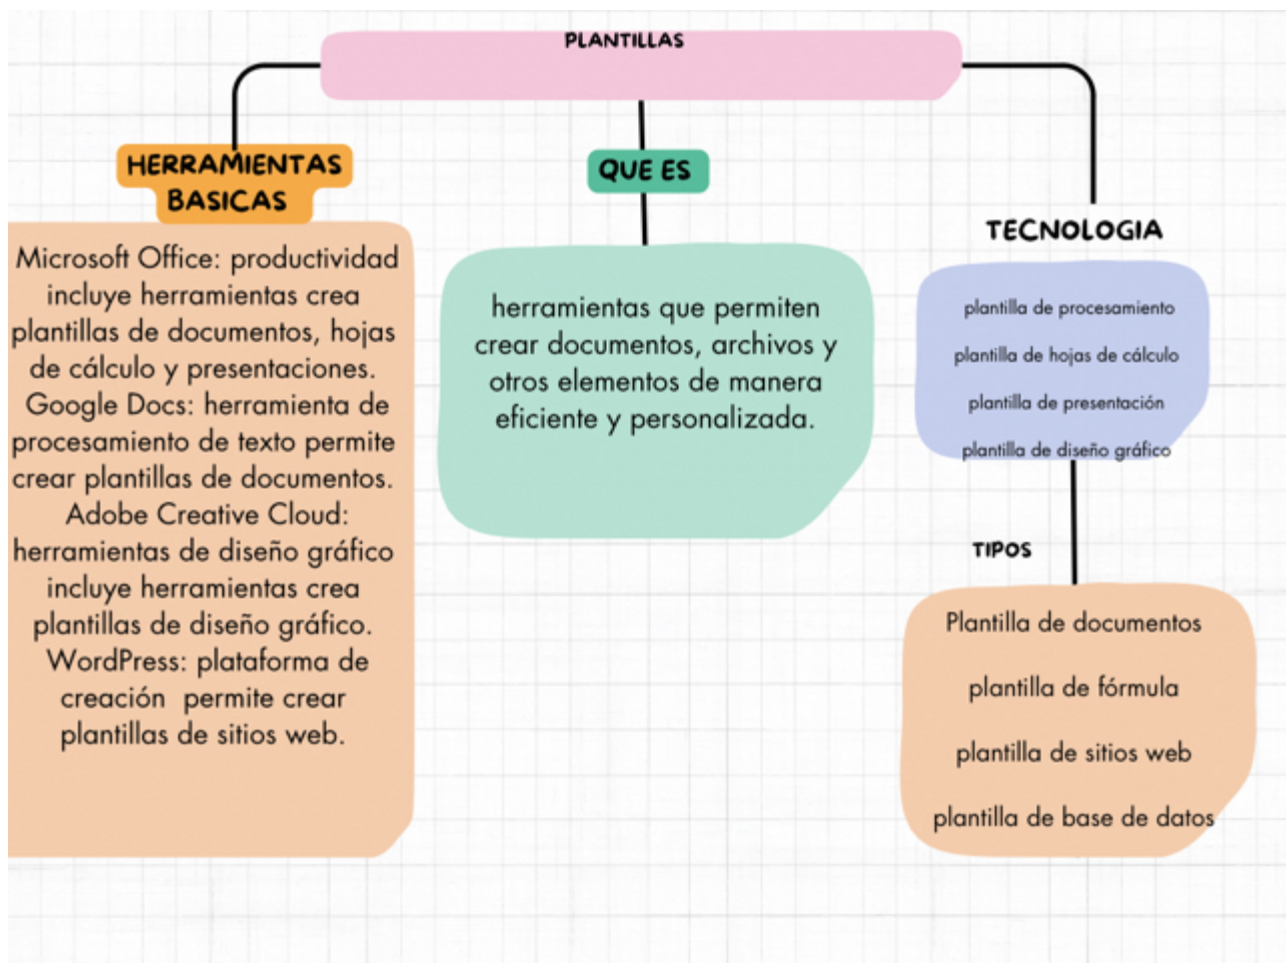 PLANTILLAS
HERRAMIENTAS
BASICAS
Microsoft Office: productividad
incluye herramientas crea
plantillas de documentos, hojas
de cálculo y presentaciones.
Google Docs: herramienta de
procesamiento de texto permite
crear plantillas de documentos.
Adobe Creative Cloud:
herramientas de diseño gráfico
incluye herramientas crea
plantillas de diseño gráfico.
WordPress: plataforma de
creación permite crear
plantillas de sitios web.
QUE ES
herramientas que permiten
crear documentos, archivos y
otros elementos de manera
eficiente y personalizada.
TECNOLOGIA
plantilla de procesamiento
plantilla de hojas de cálculo
plantilla de presentación
plantilla de diseño gráfico
TIPOS
Plantilla de documentos
plantilla de fórmula
plantilla de sitios web
plantilla de base de datos